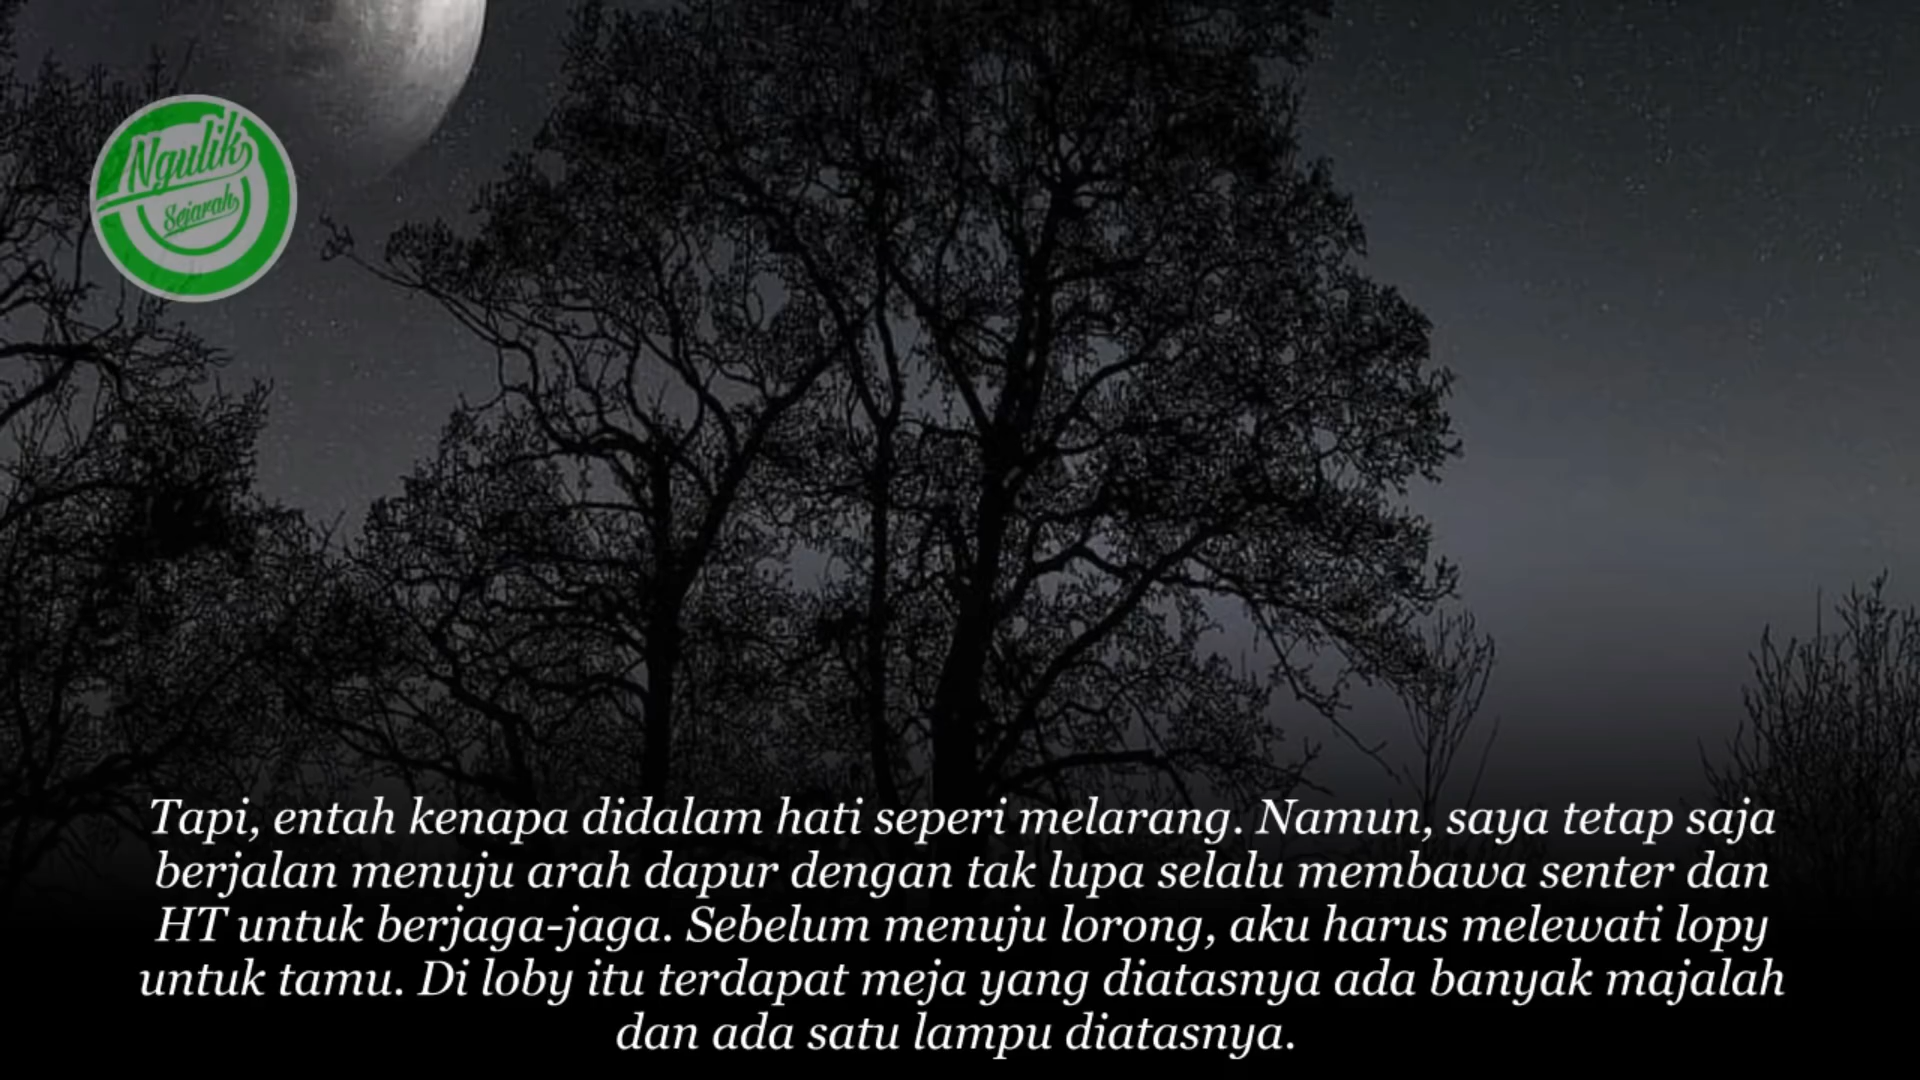 Ngulik
Sejarah
Tapi, entah kenapa didalam hati seperi melarang. Namun, saya tetap saja
berjalan menuju arah dapur dengan tak lupa selalu membawa senter dan
HT untuk berjaga-jaga. Sebelum menuju lorong, aku harus melewati lopy
untuk tamu. Di loby itu terdapat meja yang diatasnya ada banyak majalah
dan ada satu lampu diatasnya.